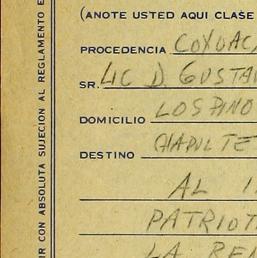 (ANOTE USTED AQUI CLASE
PROCEDENCIA COYOAC
SR. LIC D. GUSTA
DOMICILIO LOS PINO
DESTINO CHAPULTE
AL I
PATRIOT
LA RE
IR CON ABSOLUTA SUJECION AL REGLAMENTO E